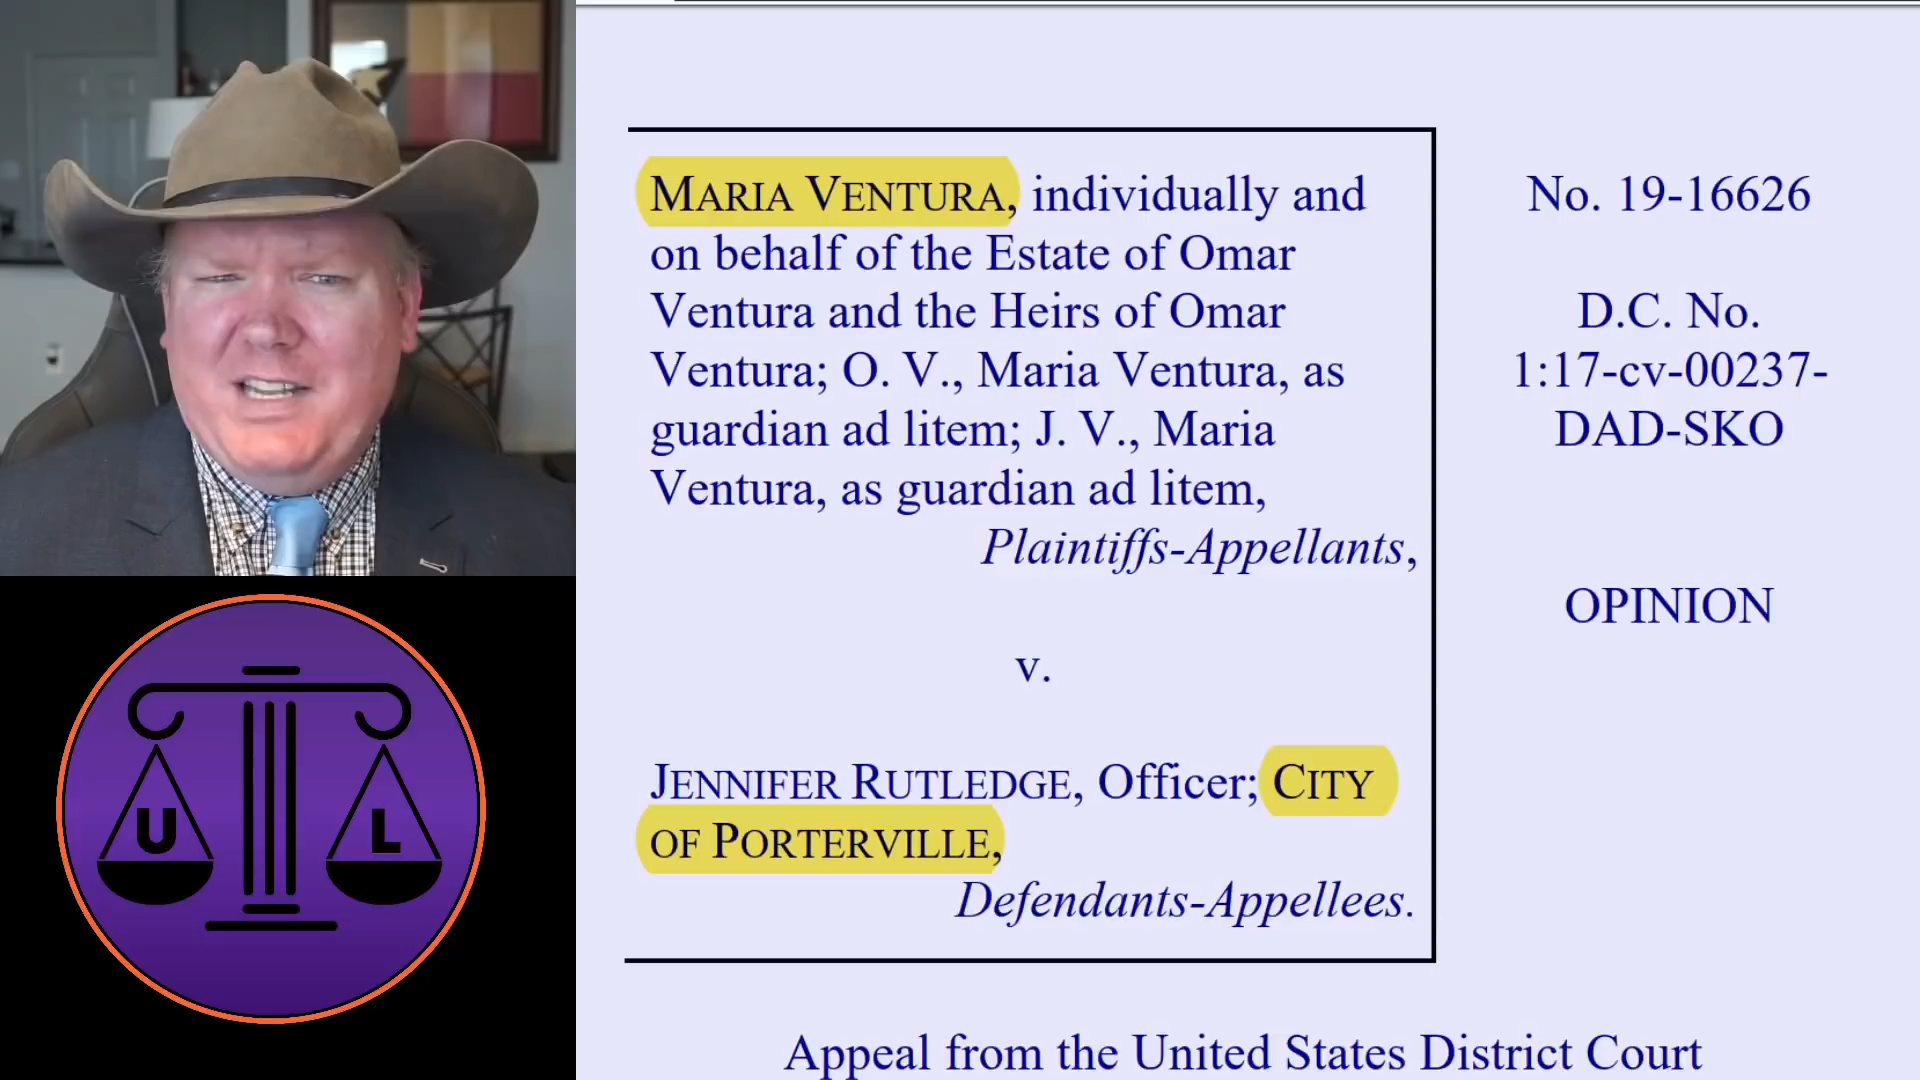 MARIA VENTURA, individually and
on behalf of the Estate of Omar
Ventura and the Heirs of Omar
Ventura; O. V., Maria Ventura, as
guardian ad litem; J. V., Maria
Ventura, as guardian ad litem,
Plaintiffs-Appellants,
v.
JENNIFER RUTLEDGE, Officer; CITY
OF PORTERVILLE,
Defendants-Appellees.
No. 19-16626
D.C. No.
1:17-cv-00237-
DAD-SKO
OPINION
Appeal from the United States District Court
U L